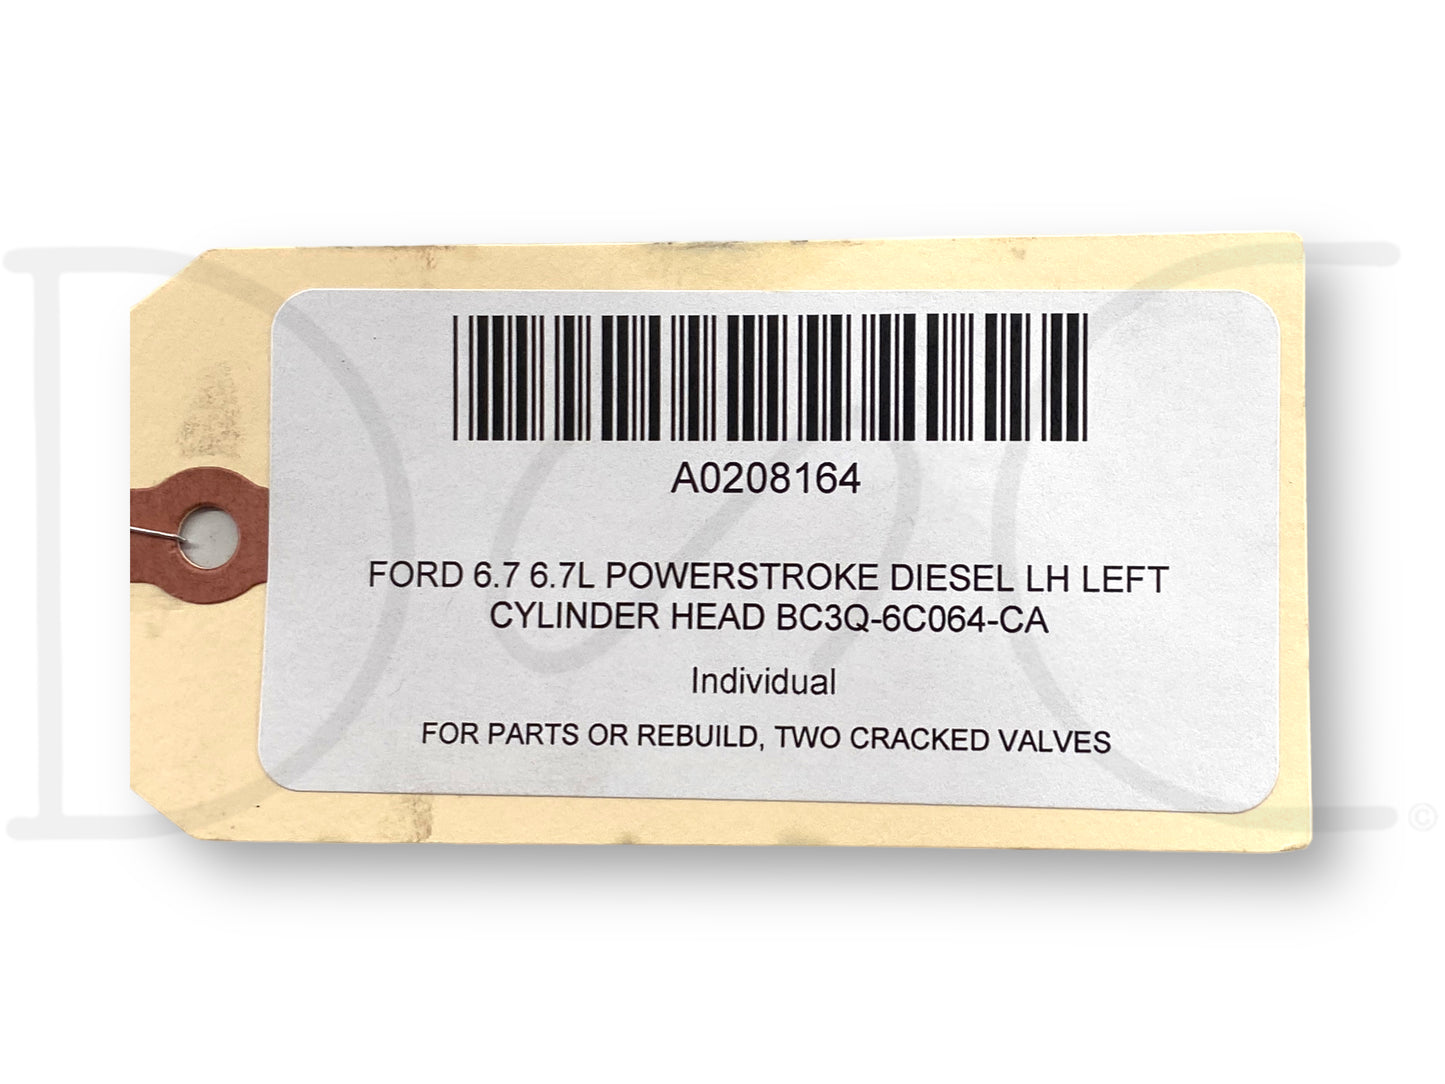 A0208164
FORD 6.7 6.7L POWERSTROKE DIESEL LH LEFT
CYLINDER HEAD BC3Q-6C064-CA
Individual
FOR PARTS OR REBUILD, TWO CRACKED VALVES
©